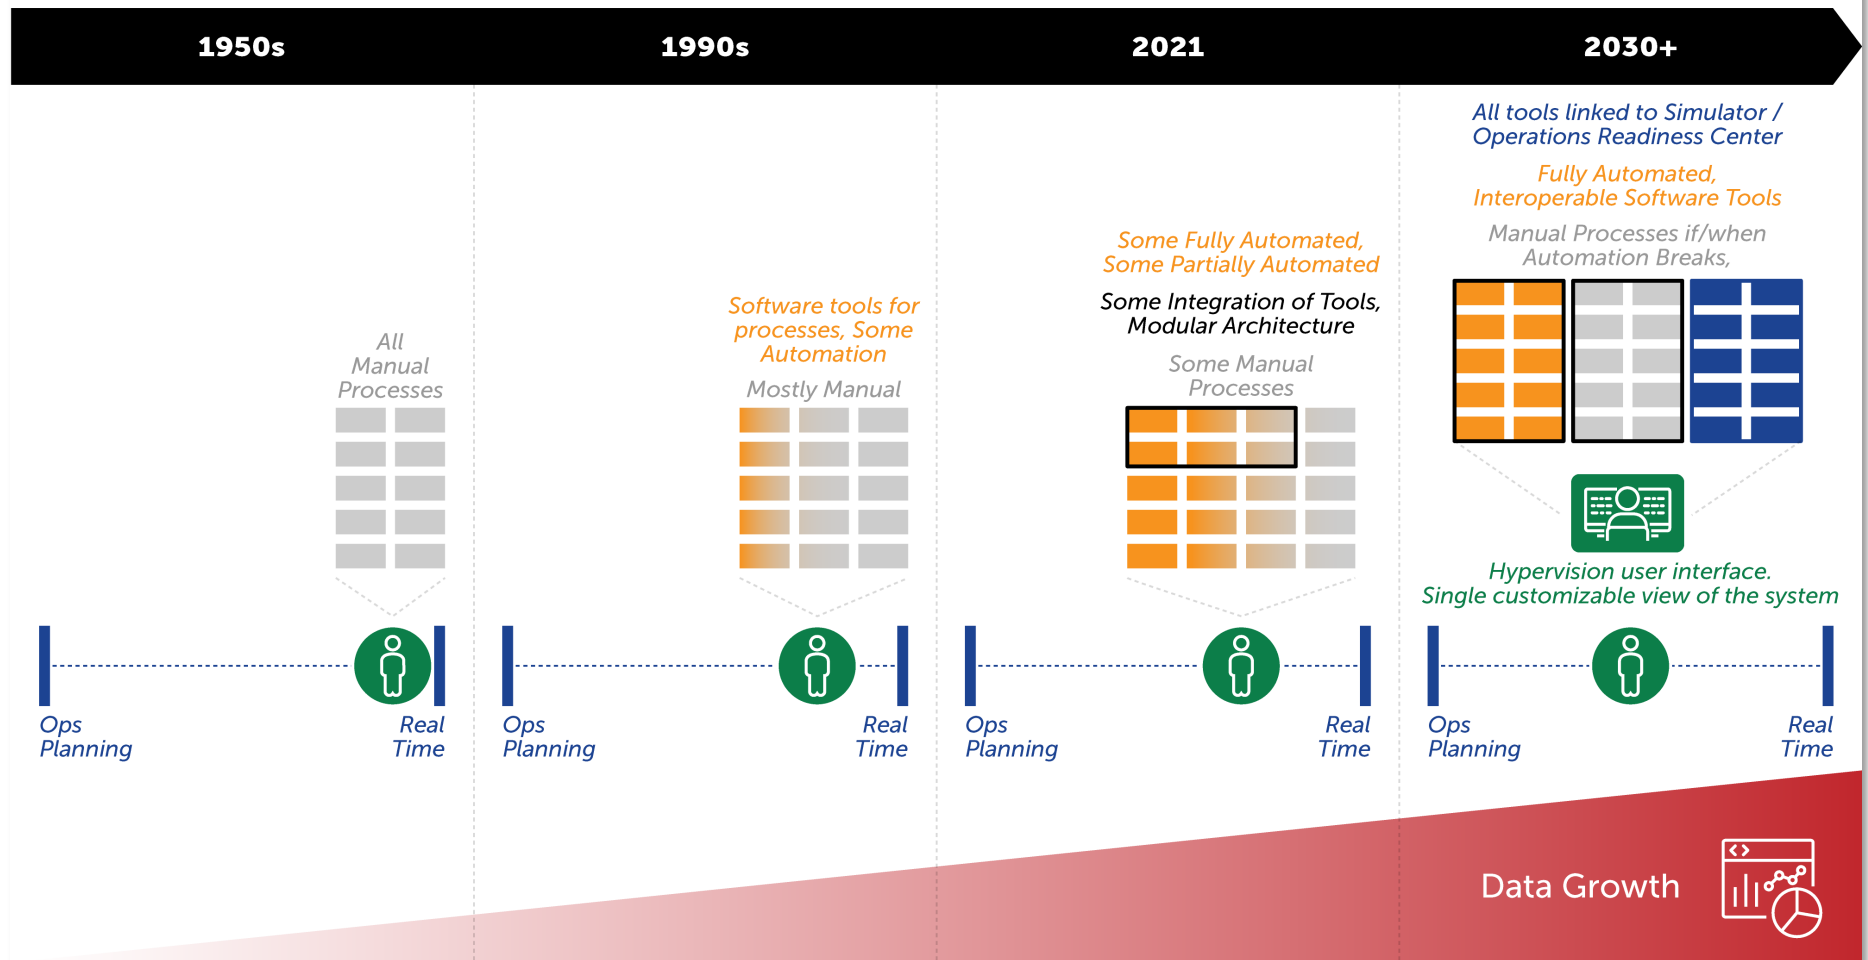 1950s
1990s
2021
2030+
All
Manual
Processes
Software tools for
processes, Some
Automation
Mostly Manual
Some Fully Automated,
Some Partially Automated
Some Integration of Tools,
Modular Architecture
Some Manual
Processes
All tools linked to Simulator /
Operations Readiness Center
Fully Automated,
Interoperable Software Tools
Manual Processes if/when
Automation Breaks,
Hypervision user interface.
Single customizable view of the system
Ops
Planning
Real
Time
Ops
Planning
Real
Time
Ops
Planning
Real
Time
Ops
Planning
Real
Time
Data Growth